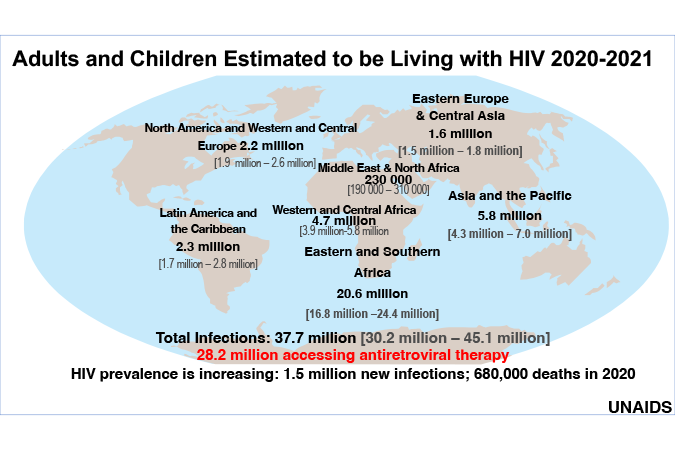 Adults and Children Estimated to be Living with HIV 2020-2021
Eastern Europe
& Central Asia
1.6 million
[1.5 million – 1.8 million]
North America and Western and Central
Europe 2.2 million
[1.9 million – 2.6 million]
Middle East & North Africa
230 000
[190 000 – 310 000]
Asia and the Pacific
5.8 million
[4.3 million – 7.0 million]
Latin America and
the Caribbean
2.3 million
[1.7 million – 2.8 million]
Western and Central Africa
4.7 million
[3.9 million-5.8 million
Eastern and Southern
Africa
20.6 million
[16.8 million –24.4 million]
Total Infections: 37.7 million [30.2 million – 45.1 million]
28.2 million accessing antiretroviral therapy
HIV prevalence is increasing: 1.5 million new infections; 680,000 deaths in 2020
UNAIDS